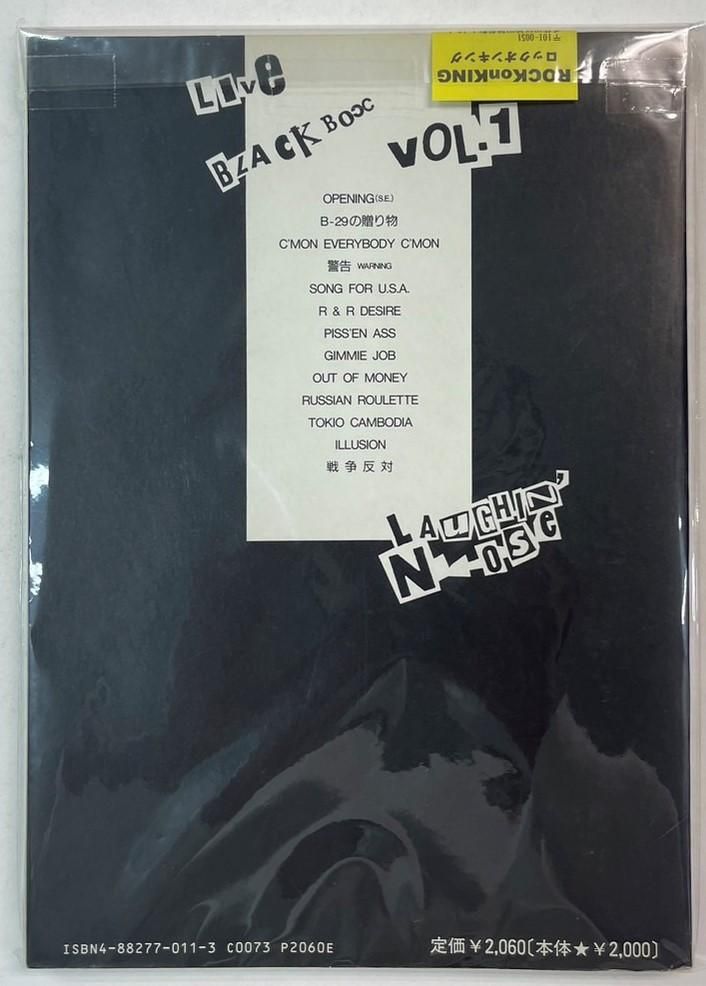 〒101-0051
ロックオンキング
ROCKonKING
LIve
BLACK BOXX
VOL.1
OPENING(S.E.)
B-29の贈り物
C'MON EVERYBODY C'MON
警告 WARNING
SONG FOR U.S.A.
R & R DESIRE
PISS'EN ASS
GIMMIE JOB
OUT OF MONEY
RUSSIAN ROULETTE
TOKIO CAMBODIA
ILLUSION
戦争反対
LAuGHIN'
NOSe
ISBN4-88277-011-3 C0073 P2060E
定価￥2,060〔本体★￥2,000〕